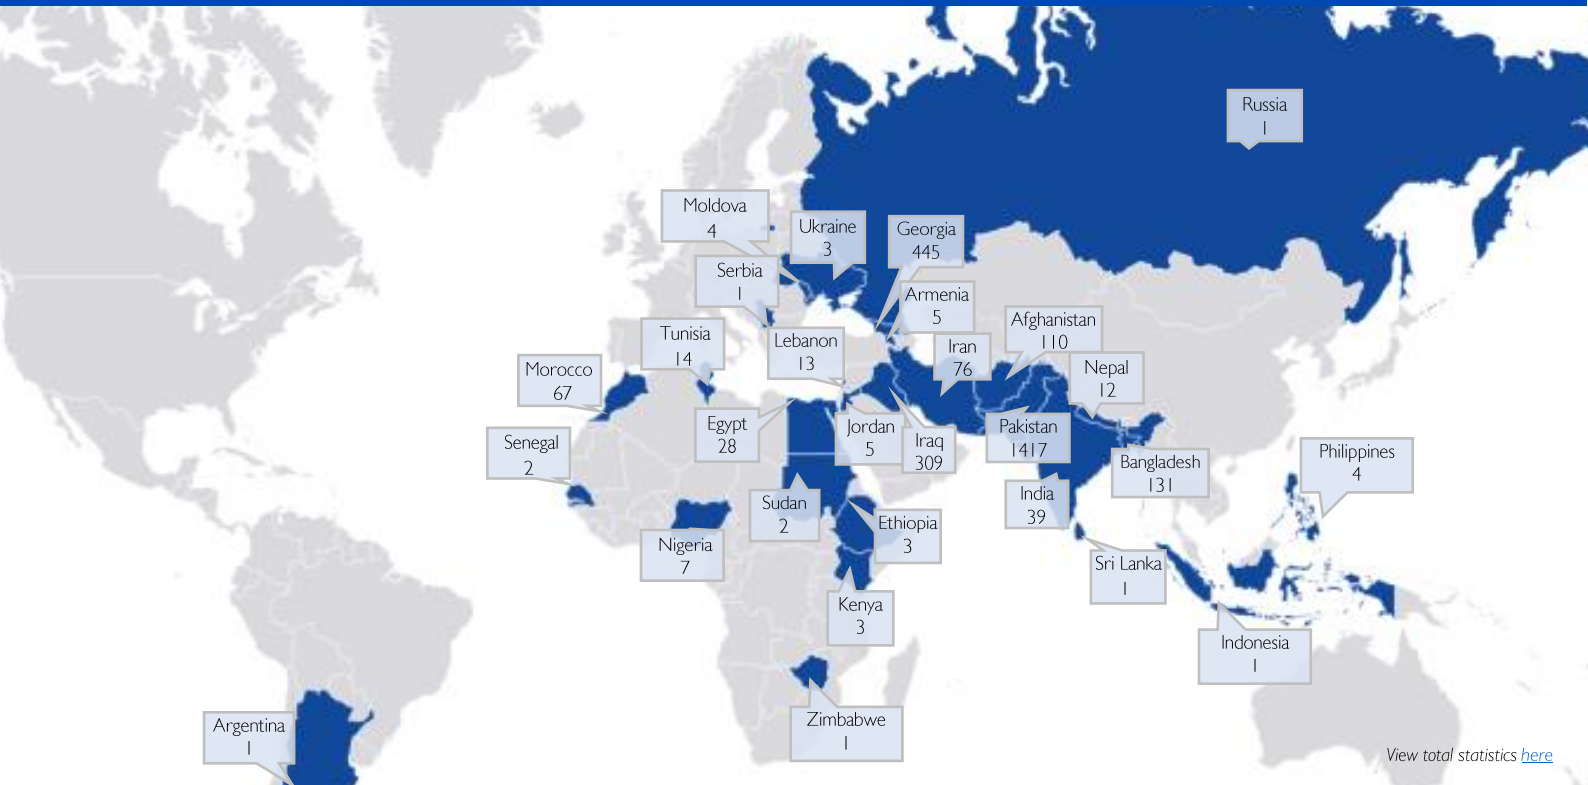 Russia
1
Moldova
4
Ukraine
3
Georgia
445
Serbia
1
Armenia
5
Afghanistan
110
Tunisia
14
Lebanon
13
Iran
76
Nepal
12
Morocco
67
Egypt
28
Jordan
5
Iraq
309
Pakistan
1417
Senegal
2
Bangladesh
131
Philippines
4
Sudan
2
India
39
Ethiopia
3
Nigeria
7
Sri Lanka
1
Kenya
3
Indonesia
1
Argentina
1
Zimbabwe
1
View total statistics here